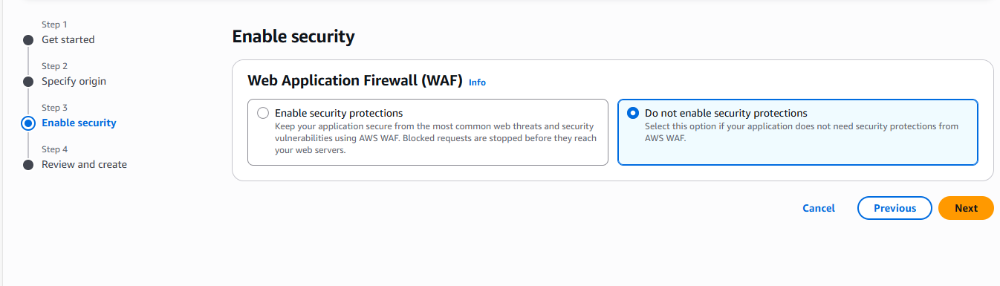 Step 1
Get started
Step 2
Specify origin
Step 3
Enable security
Step 4
Review and create
Enable security
Web Application Firewall (WAF) Info
Enable security protections
Keep your application secure from the most common web threats and security
vulnerabilities using AWS WAF. Blocked requests are stopped before they reach
your web servers.
Do not enable security protections
Select this option if your application does not need security protections from
AWS WAF.
Cancel
Previous
Next